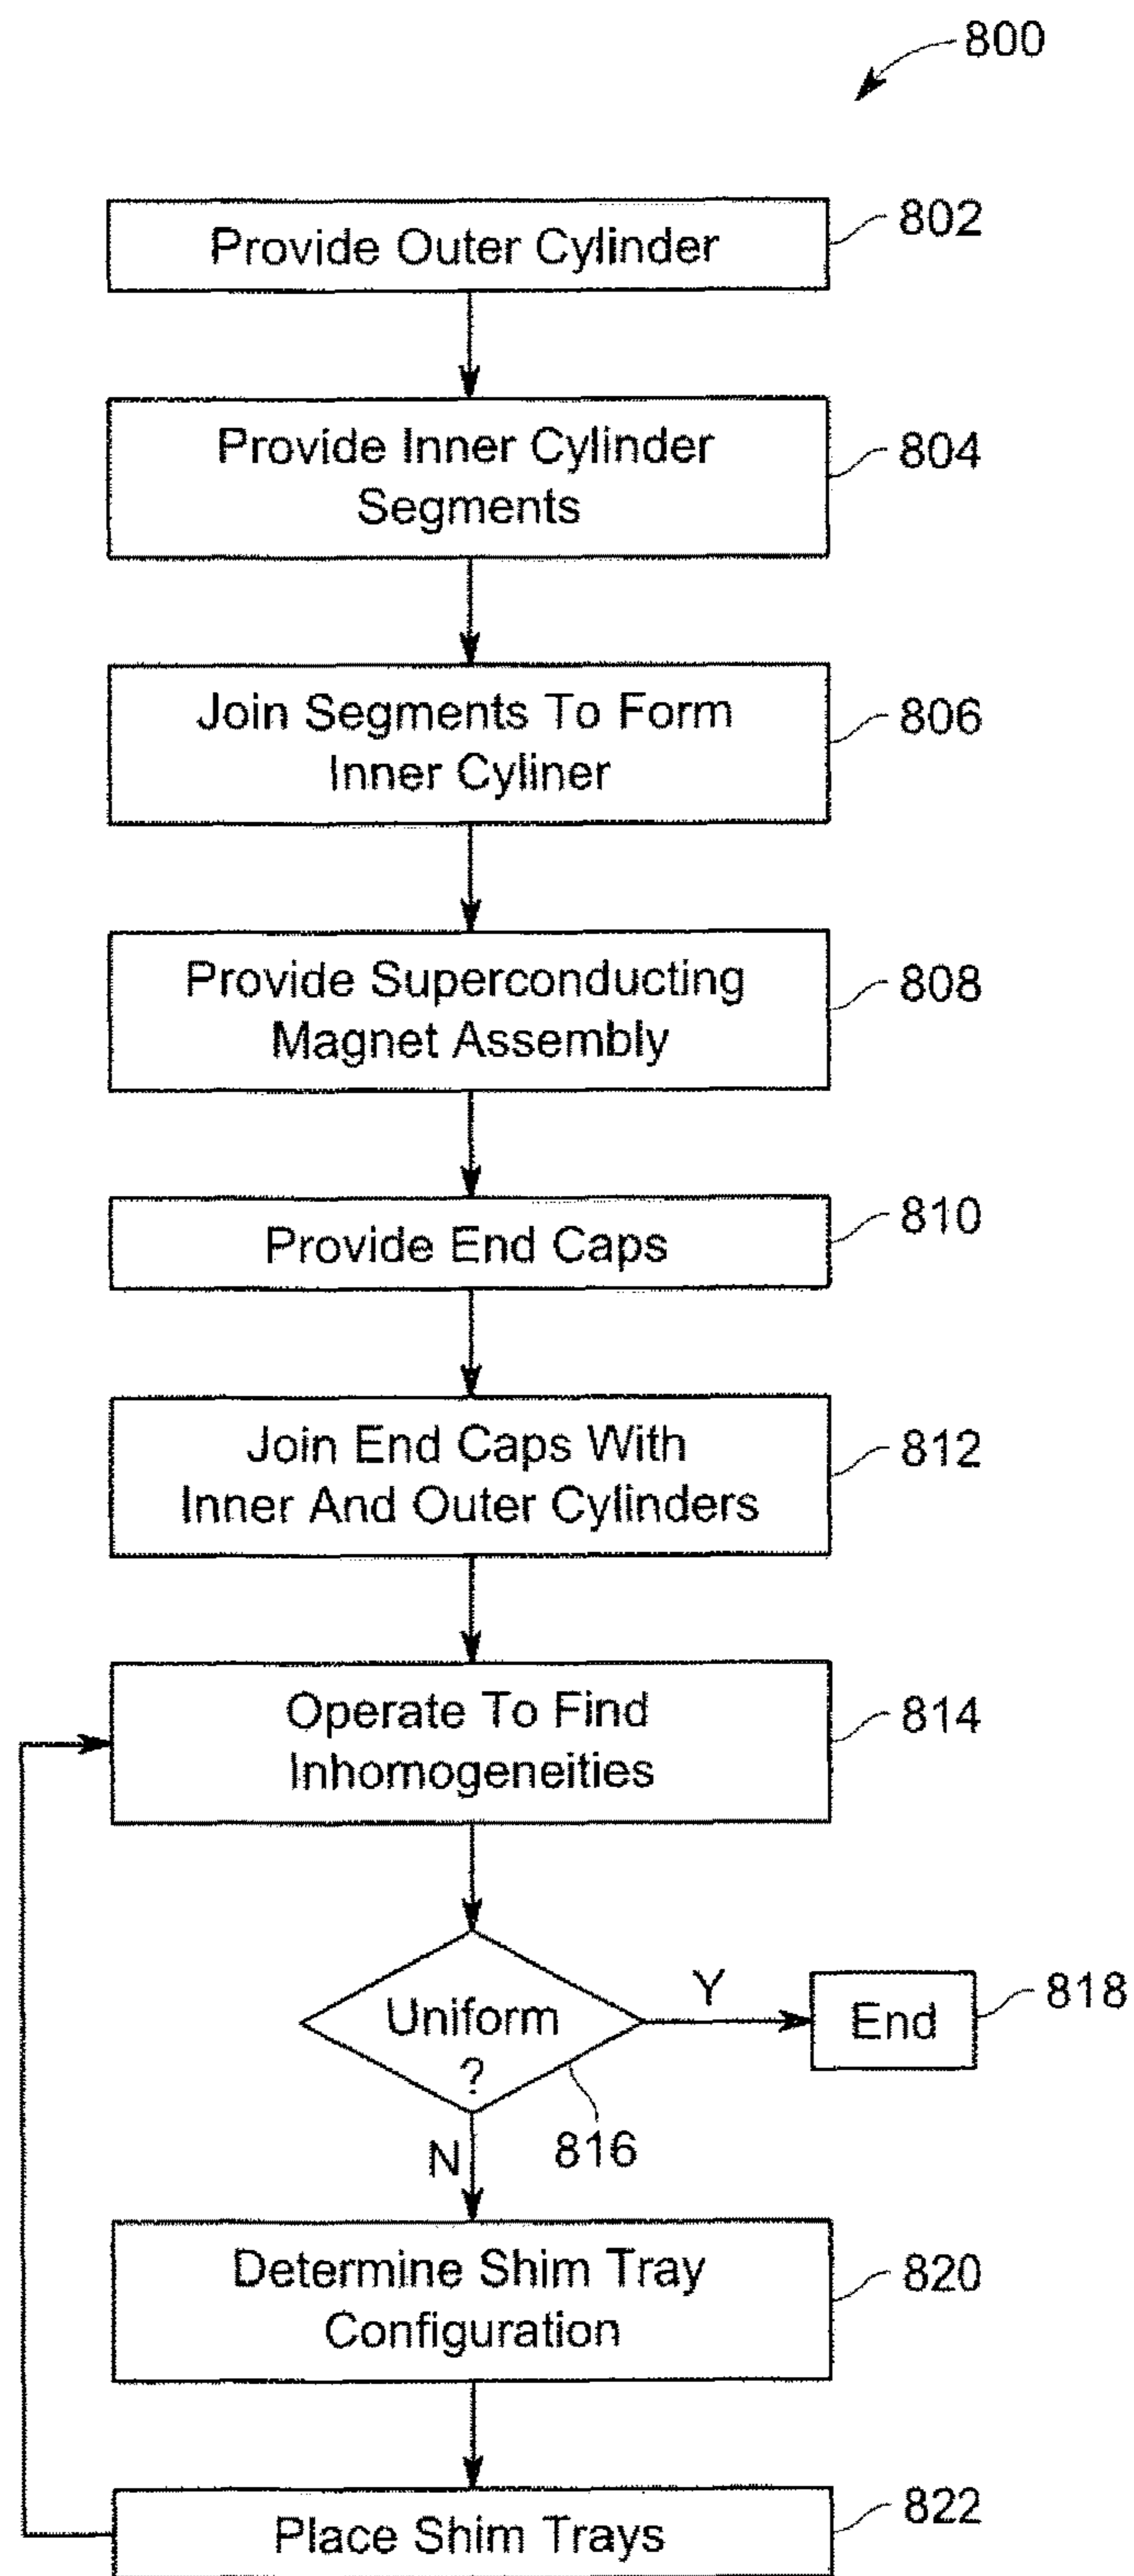 800
Provide Outer Cylinder
802
Provide Inner Cylinder
Segments
804
Join Segments To Form
Inner Cyliner
806
Provide Superconducting
Magnet Assembly
808
Provide End Caps
810
Join End Caps With
Inner And Outer Cylinders
812
Operate To Find
Inhomogeneities
814
Uniform
?
816
Y
End
818
N
Determine Shim Tray
Configuration
820
Place Shim Trays
822